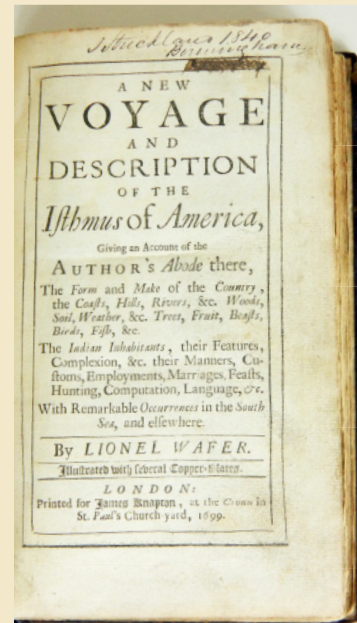 Strickland 1840
Birmingham
A NEW
VOYAGE
AND
DESCRIPTION
OF THE
Isthmus of America,
Giving an Account of the
AUTHOR's Abode there,
The Form and Make of the Country,
the Coasts, Hills, Rivers, &c. Woods,
Soil, Weather, &c. Trees, Fruit, Beasts,
Birds, Fish, &c.
The Indian Inhabitants, their Features,
Complexion, &c. their Manners, Cu-
stoms, Employments, Marriages, Feasts,
Hunting, Computation, Language, &c.
With Remarkable Occurrences in the South
Sea, and elsewhere.
By LIONEL WAFER.
Illustrated with several Copper-Plates.
LONDON:
Printed for James Knapton, at the Crown in
St. Paul's Church-yard, 1699.